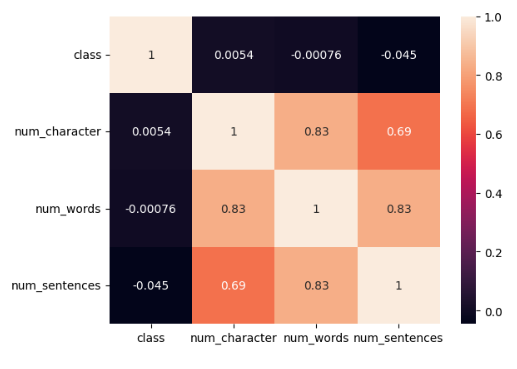 class 1 0.0054 -0.00076 -0.045
num_character 0.0054 1 0.83 0.69
num_words -0.00076 0.83 1 0.83
num_sentences -0.045 0.69 0.83 1
class num_character num_words num_sentences
1.0
0.8
0.6
0.4
0.2
0.0